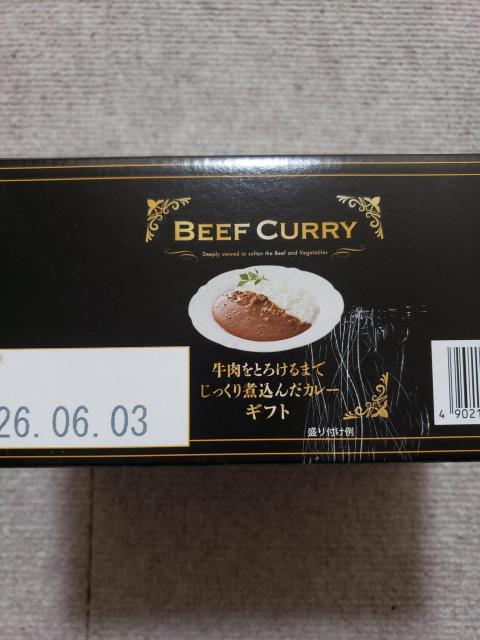 BEEF CURRY
Deeply stewed to soften the Beef and Vegetables
牛肉をとろけるまで
じっくり煮込んだカレー
ギフト
盛り付け例
26.06.03
4 9021